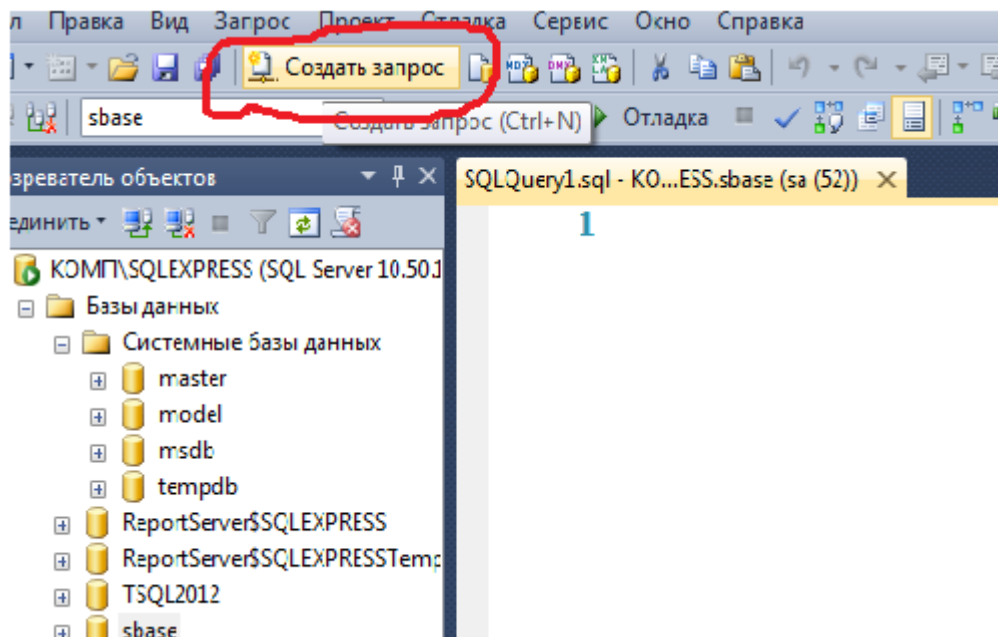 л Правка Вид Загрос Проект Отладка Сервис Окно Справка
Создать запрос
sbase
Создать запрос (Ctrl+N)
Отладка
зреватель объектов
SQLQuery1.sql - KO...ESS.sbase (sa (52))
единить
1
КОМП\SQLEXPRESS (SQL Server 10.50.1
Базы данных
Системные базы данных
master
model
msdb
tempdb
ReportServer$SQLEXPRESS
ReportServer$SQLEXPRESSTemp
TSQL2012
sbase